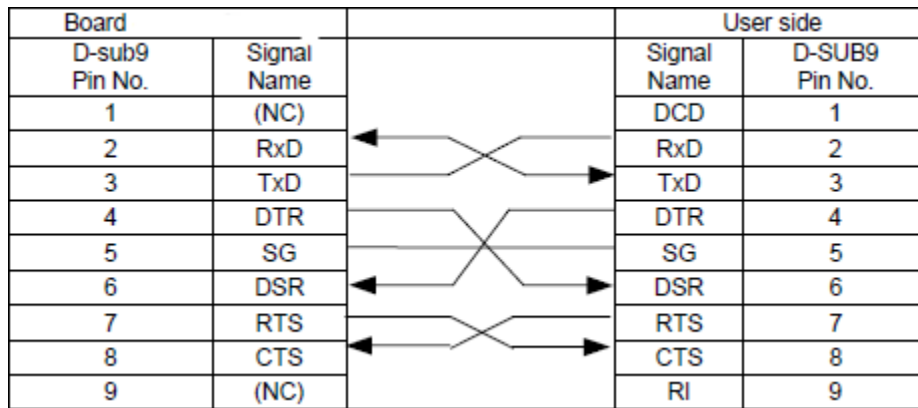 Board User side
D-sub9 Signal Signal D-SUB9
Pin No. Name Name Pin No.
1 (NC) DCD 1
2 RxD RxD 2
3 TxD TxD 3
4 DTR DTR 4
5 SG SG 5
6 DSR DSR 6
7 RTS RTS 7
8 CTS CTS 8
9 (NC) RI 9